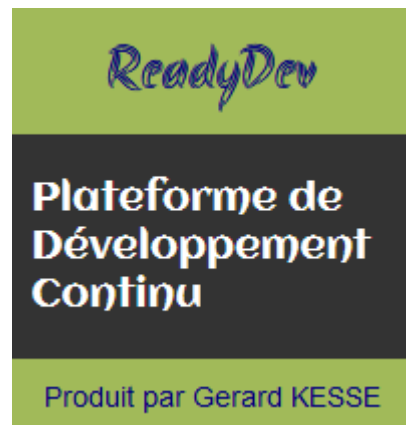 ReadyDev
Plateforme de
Développement
Continu
Produit par Gerard KESSE